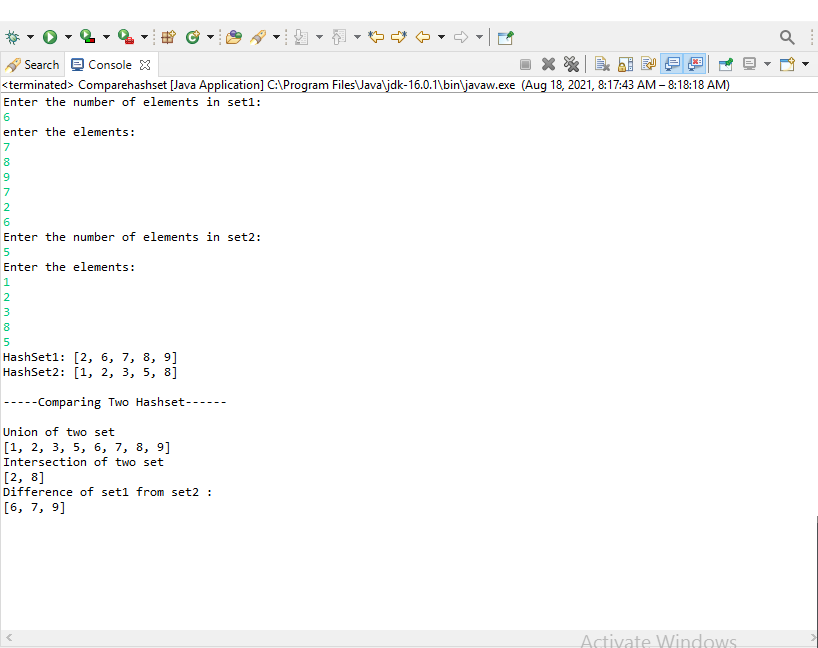 Search Console
<terminated> Comparehashset [Java Application] C:\Program Files\Java\jdk-16.0.1\bin\javaw.exe (Aug 18, 2021, 8:17:43 AM – 8:18:18 AM)
Enter the number of elements in set1:
6
enter the elements:
7
8
9
7
2
6
Enter the number of elements in set2:
5
Enter the elements:
1
2
3
8
5
HashSet1: [2, 6, 7, 8, 9]
HashSet2: [1, 2, 3, 5, 8]
-----Comparing Two Hashset------
Union of two set
[1, 2, 3, 5, 6, 7, 8, 9]
Intersection of two set
[2, 8]
Difference of set1 from set2 :
[6, 7, 9]
Activate Windows